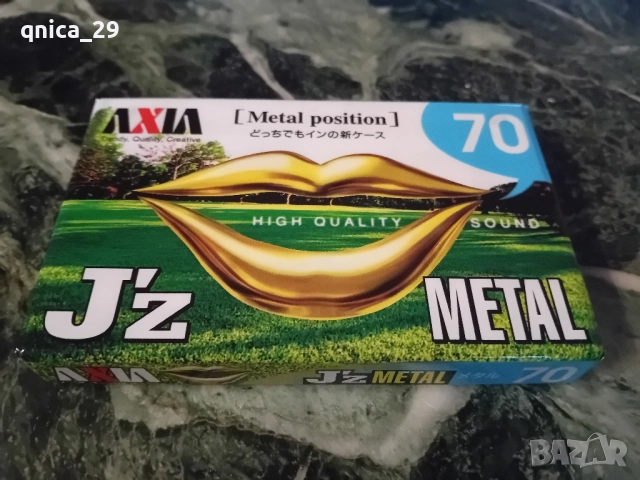 qnica_29
AXIA
Quality, Creative
[Metal position]
どっちでもインの新ケース
70
HIGH QUALITY SOUND
J'z
METAL
AXIA J'z METAL メタル 70
BAZAR